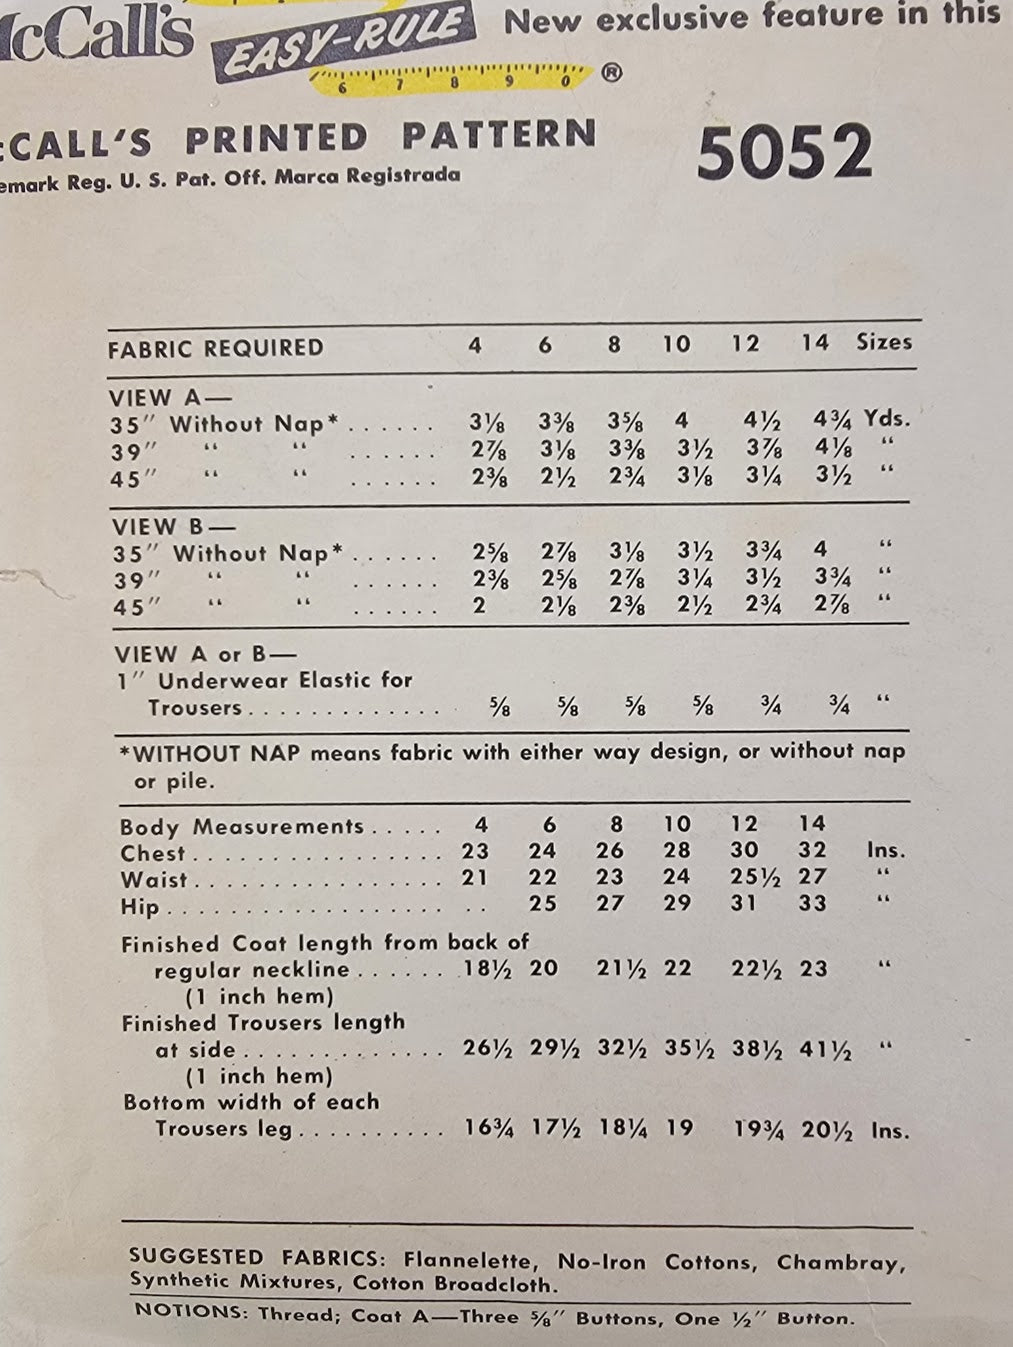 McCall's EASY-RULE New exclusive feature in this
6 7 8 9 0 ®
McCALL'S PRINTED PATTERN 5052
emark Reg. U. S. Pat. Off. Marca Registrada
FABRIC REQUIRED 4 6 8 10 12 14 Sizes
VIEW A—
35″ Without Nap* ...... 3⅛ 3⅜ 3⅝ 4 4½ 4¾ Yds.
39″ “ “ ...... 2⅞ 3⅛ 3⅜ 3½ 3⅞ 4⅛ “
45″ “ “ ...... 2⅜ 2½ 2¾ 3⅛ 3¼ 3½ “
VIEW B—
35″ Without Nap* ...... 2⅝ 2⅞ 3⅛ 3½ 3¾ 4 “
39″ “ “ ...... 2⅜ 2⅝ 2⅞ 3¼ 3½ 3¾ “
45″ “ “ ...... 2 2⅛ 2⅜ 2½ 2¾ 2⅞ “
VIEW A or B—
1″ Underwear Elastic for
Trousers ............. ⅝ ⅝ ⅝ ⅝ ¾ ¾ “
*WITHOUT NAP means fabric with either way design, or without nap
or pile.
Body Measurements ..... 4 6 8 10 12 14
Chest ................ 23 24 26 28 30 32 Ins.
Waist ................ 21 22 23 24 25½ 27 “
Hip .................. .. 25 27 29 31 33 “
Finished Coat length from back of
regular neckline ...... 18½ 20 21½ 22 22½ 23 “
(1 inch hem)
Finished Trousers length
at side ............. 26½ 29½ 32½ 35½ 38½ 41½ “
(1 inch hem)
Bottom width of each
Trousers leg .......... 16¾ 17½ 18¼ 19 19¾ 20½ Ins.
SUGGESTED FABRICS: Flannelette, No-Iron Cottons, Chambray,
Synthetic Mixtures, Cotton Broadcloth.
NOTIONS: Thread; Coat A—Three ⅝″ Buttons, One ½″ Button.